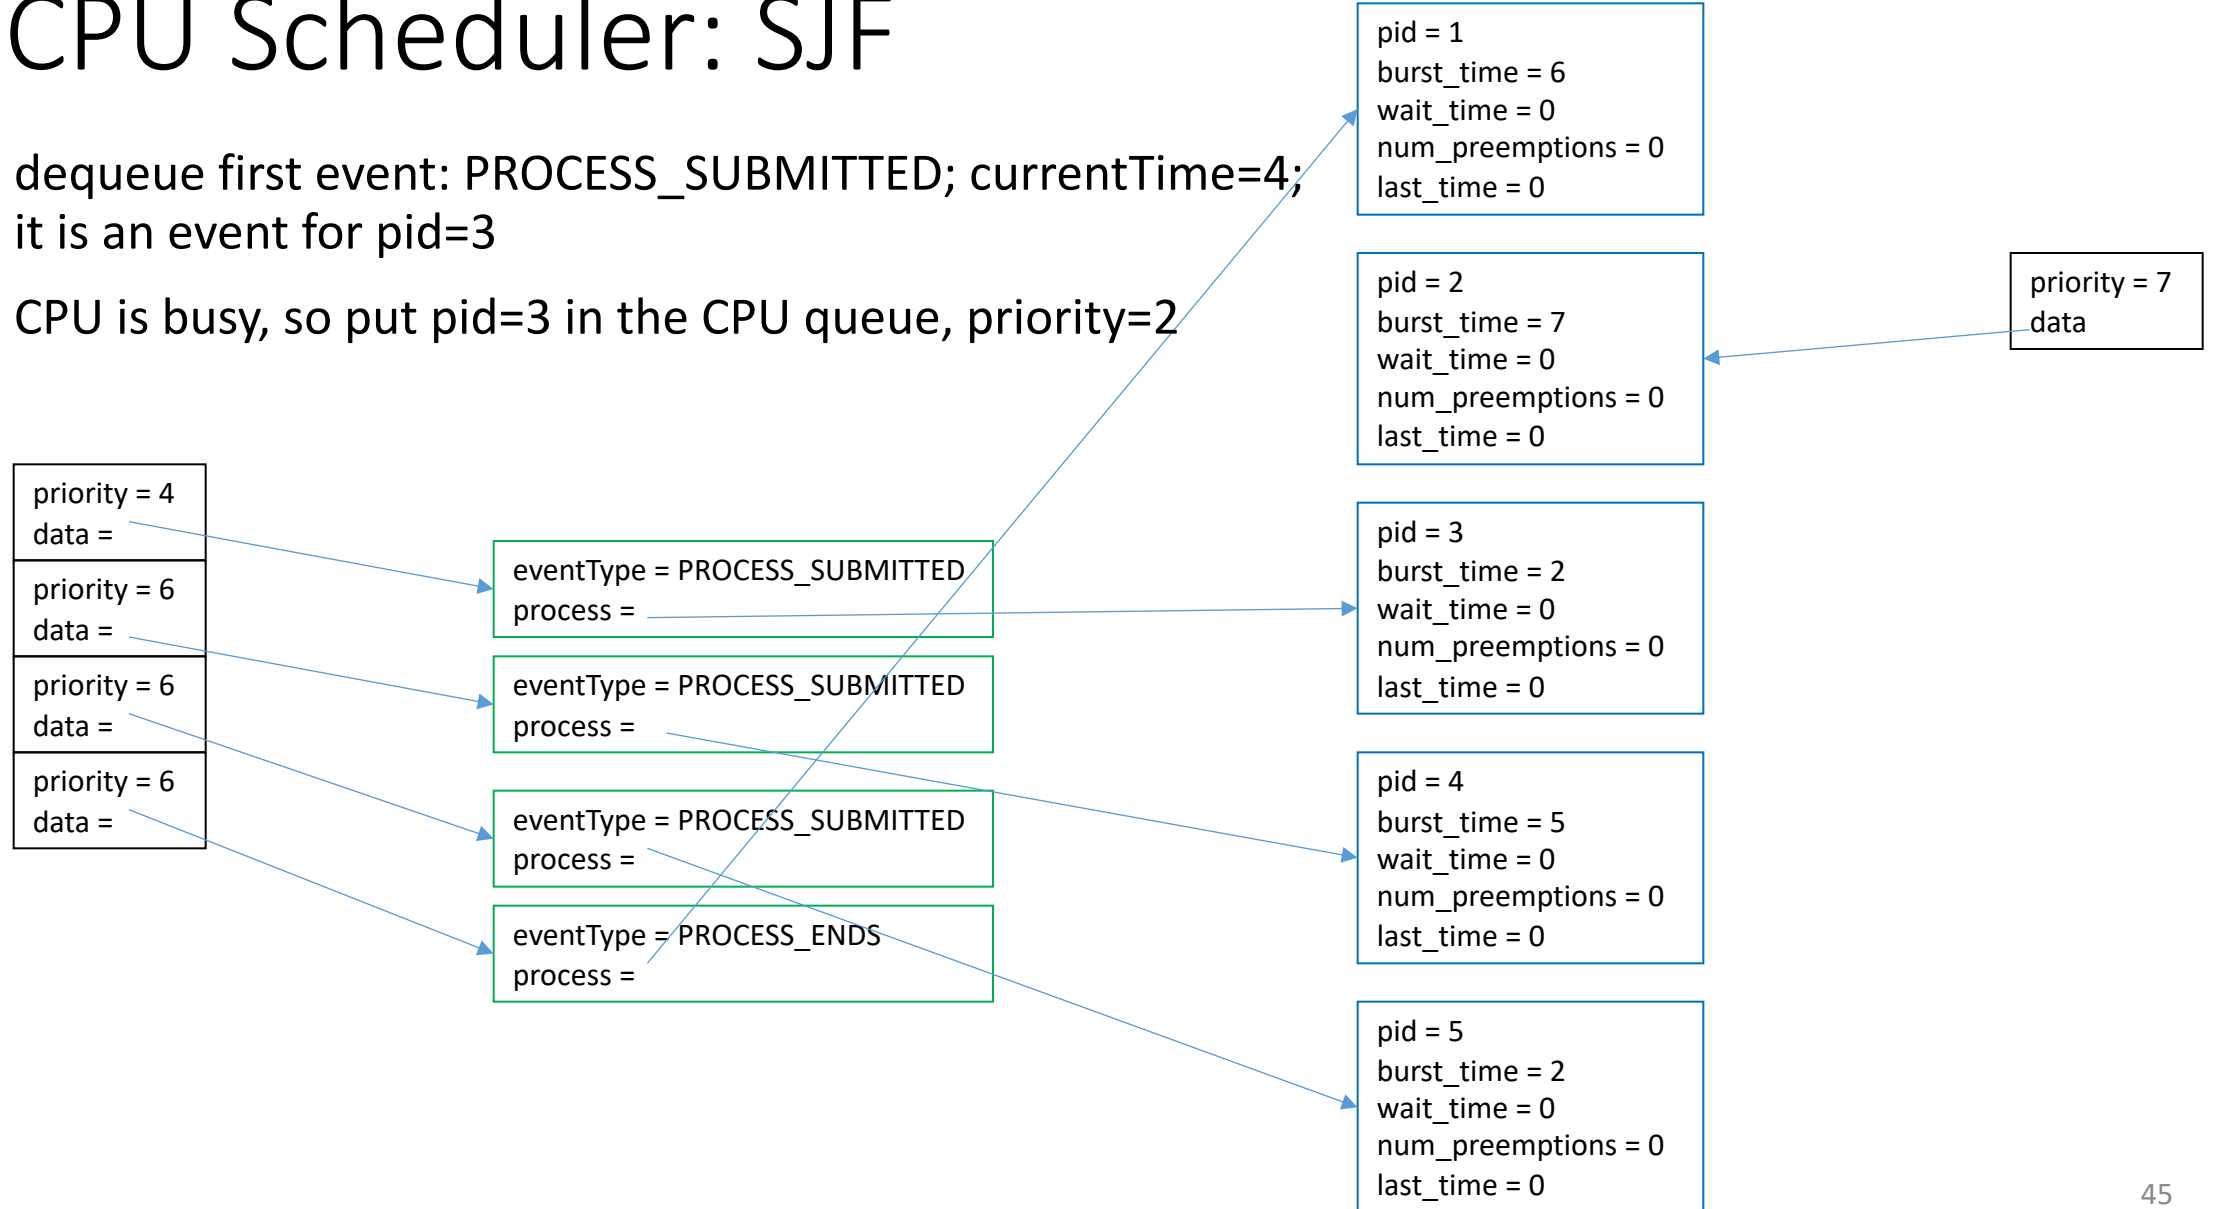 CPU Scheduler: SJF
dequeue first event: PROCESS_SUBMITTED; currentTime=4;
it is an event for pid=3
CPU is busy, so put pid=3 in the CPU queue, priority=2
priority = 4
data =
priority = 6
data =
priority = 6
data =
priority = 6
data =
eventType = PROCESS_SUBMITTED
process =
eventType = PROCESS_SUBMITTED
process =
eventType = PROCESS_SUBMITTED
process =
eventType = PROCESS_ENDS
process =
pid = 1
burst_time = 6
wait_time = 0
num_preemptions = 0
last_time = 0
pid = 2
burst_time = 7
wait_time = 0
num_preemptions = 0
last_time = 0
pid = 3
burst_time = 2
wait_time = 0
num_preemptions = 0
last_time = 0
pid = 4
burst_time = 5
wait_time = 0
num_preemptions = 0
last_time = 0
pid = 5
burst_time = 2
wait_time = 0
num_preemptions = 0
last_time = 0
priority = 7
data
45